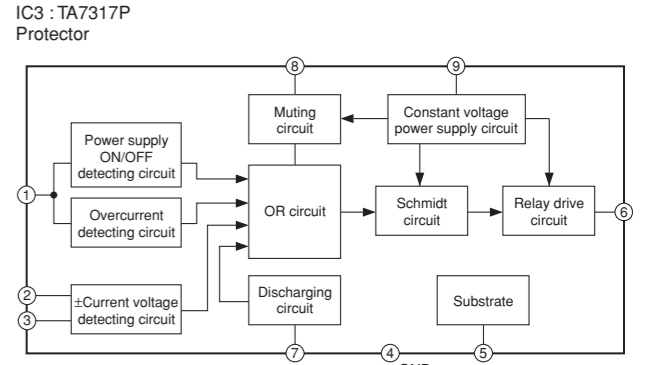 IC3 : TA7317P
Protector
8
9
Muting
circuit
Constant voltage
power supply circuit
Power supply
ON/OFF
detecting circuit
1
OR circuit
Schmidt
circuit
Relay drive
circuit
6
Overcurrent
detecting circuit
2
3
±Current voltage
detecting circuit
Discharging
circuit
Substrate
7
4
5